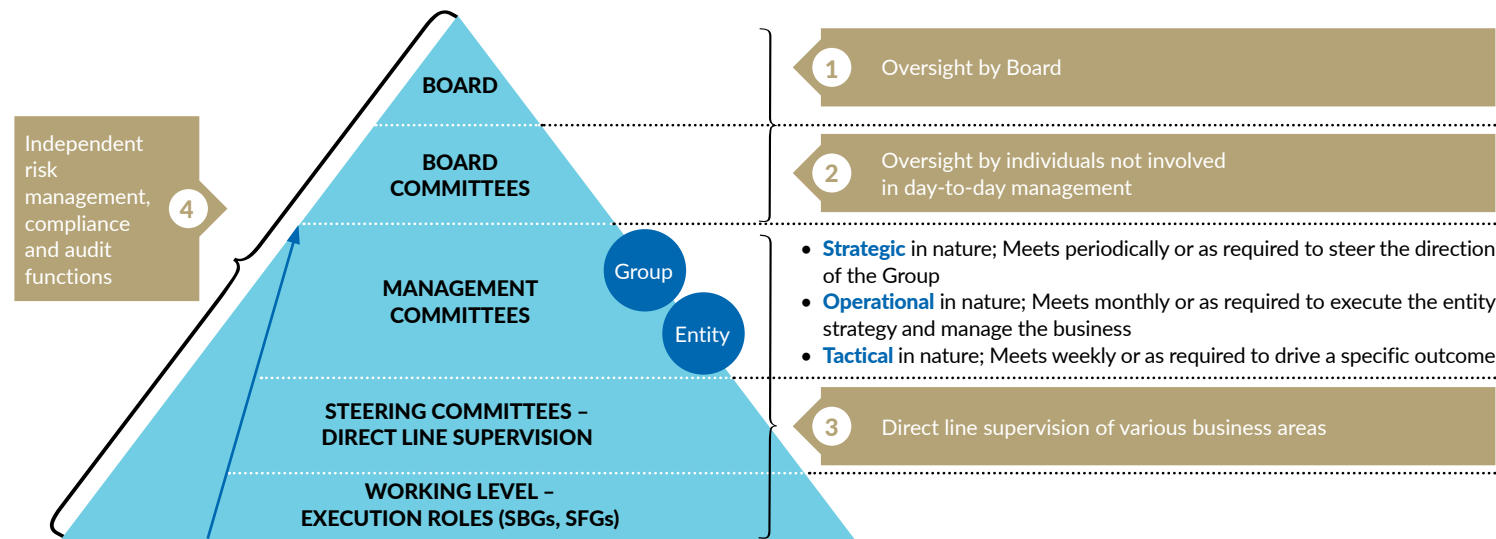 BOARD
BOARD
COMMITTEES
MANAGEMENT
COMMITTEES
STEERING COMMITTEES –
DIRECT LINE SUPERVISION
WORKING LEVEL –
EXECUTION ROLES (SBGs, SFGs)
Group
Entity
1
Oversight by Board
2
Oversight by individuals not involved
in day-to-day management
• Strategic in nature; Meets periodically or as required to steer the direction
of the Group
• Operational in nature; Meets monthly or as required to execute the entity
strategy and manage the business
• Tactical in nature; Meets weekly or as required to drive a specific outcome
3
Direct line supervision of various business areas
Independent
risk
management,
compliance
and audit
functions
4